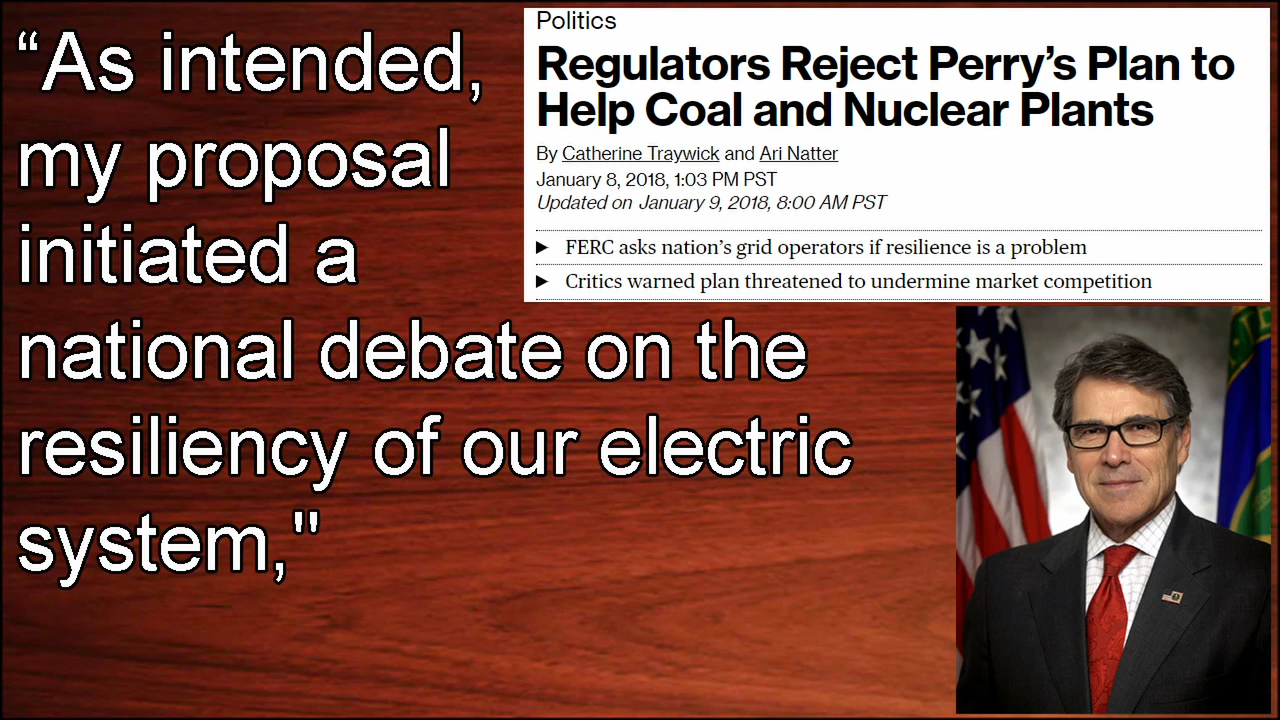 “As intended,
my proposal
initiated a
national debate on the
resiliency of our electric
system,"
Politics
Regulators Reject Perry’s Plan to
Help Coal and Nuclear Plants
By Catherine Traywick and Ari Natter
January 8, 2018, 1:03 PM PST
Updated on January 9, 2018, 8:00 AM PST
► FERC asks nation’s grid operators if resilience is a problem
► Critics warned plan threatened to undermine market competition